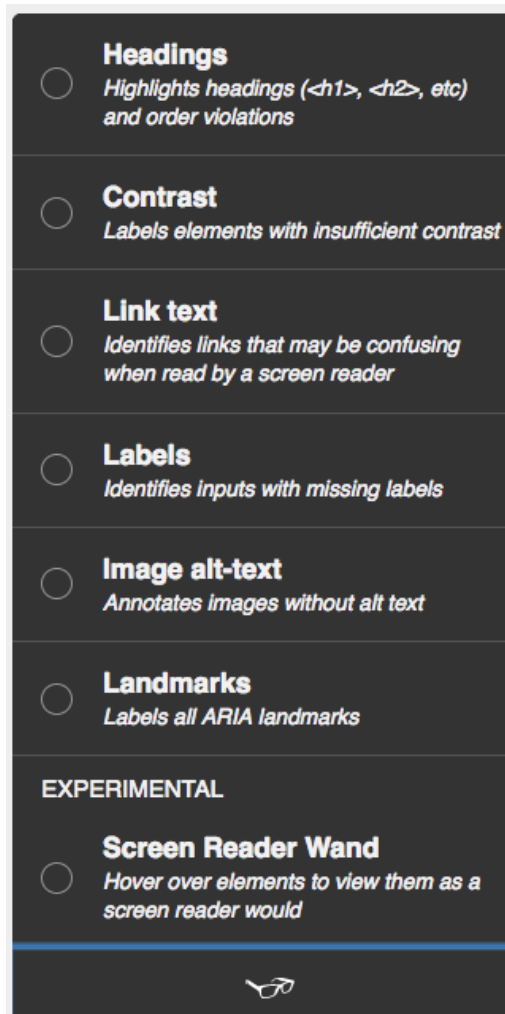 Headings
Highlights headings (<h1>, <h2>, etc)
and order violations
Contrast
Labels elements with insufficient contrast
Link text
Identifies links that may be confusing
when read by a screen reader
Labels
Identifies inputs with missing labels
Image alt-text
Annotates images without alt text
Landmarks
Labels all ARIA landmarks
EXPERIMENTAL
Screen Reader Wand
Hover over elements to view them as a
screen reader would